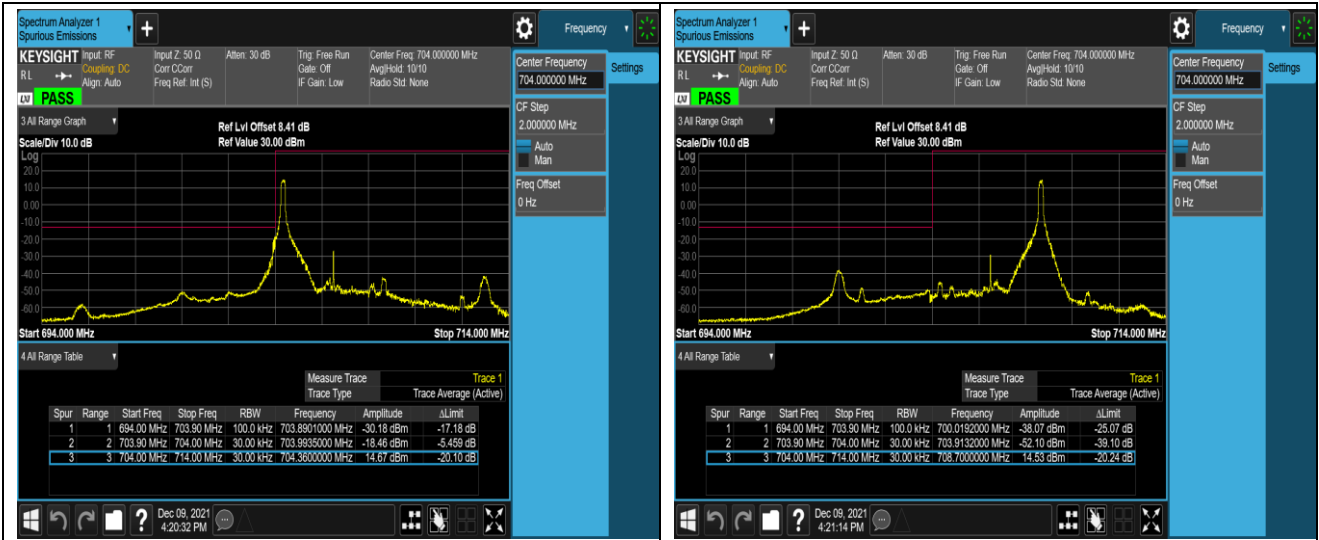 Spectrum Analyzer 1
Spurious Emissions
+
Frequency
KEYSIGHT
Input: RF
Input Z: 50 Ω
Atten: 30 dB
Trig: Free Run
Center Freq: 704.000000 MHz
RL
Coupling: DC
Corr CCorr
Gate: Off
Avg|Hold: 10/10
Align: Auto
Freq Ref: Int (S)
IF Gain: Low
Radio Std: None
LXI
PASS
Center Frequency
704.000000 MHz
Settings
CF Step
2.000000 MHz
Auto
Man
Freq Offset
0 Hz
3 All Range Graph
Ref Lvl Offset 8.41 dB
Scale/Div 10.0 dB
Ref Value 30.00 dBm
Log
20.0
10.0
0.00
-10.0
-20.0
-30.0
-40.0
-50.0
-60.0
Start 694.000 MHz
Stop 714.000 MHz
4 All Range Table
Measure Trace Trace 1
Trace Type Trace Average (Active)
Spur Range Start Freq Stop Freq RBW Frequency Amplitude ΔLimit
1 1 694.00 MHz 703.90 MHz 100.0 kHz 703.8901000 MHz -30.18 dBm -17.18 dB
2 2 703.90 MHz 704.00 MHz 30.00 kHz 703.9935000 MHz -18.46 dBm -5.459 dB
3 3 704.00 MHz 714.00 MHz 30.00 kHz 704.3600000 MHz 14.67 dBm -20.10 dB
?
Dec 09, 2021
4:20:32 PM
Spectrum Analyzer 1
Spurious Emissions
+
Frequency
KEYSIGHT
Input: RF
Input Z: 50 Ω
Atten: 30 dB
Trig: Free Run
Center Freq: 704.000000 MHz
RL
Coupling: DC
Corr CCorr
Gate: Off
Avg|Hold: 10/10
Align: Auto
Freq Ref: Int (S)
IF Gain: Low
Radio Std: None
LXI
PASS
Center Frequency
704.000000 MHz
Settings
CF Step
2.000000 MHz
Auto
Man
Freq Offset
0 Hz
3 All Range Graph
Ref Lvl Offset 8.41 dB
Scale/Div 10.0 dB
Ref Value 30.00 dBm
Log
20.0
10.0
0.00
-10.0
-20.0
-30.0
-40.0
-50.0
-60.0
Start 694.000 MHz
Stop 714.000 MHz
4 All Range Table
Measure Trace Trace 1
Trace Type Trace Average (Active)
Spur Range Start Freq Stop Freq RBW Frequency Amplitude ΔLimit
1 1 694.00 MHz 703.90 MHz 100.0 kHz 700.0192000 MHz -38.07 dBm -25.07 dB
2 2 703.90 MHz 704.00 MHz 30.00 kHz 703.9132000 MHz -52.10 dBm -39.10 dB
3 3 704.00 MHz 714.00 MHz 30.00 kHz 708.7000000 MHz 14.53 dBm -20.24 dB
?
Dec 09, 2021
4:21:14 PM